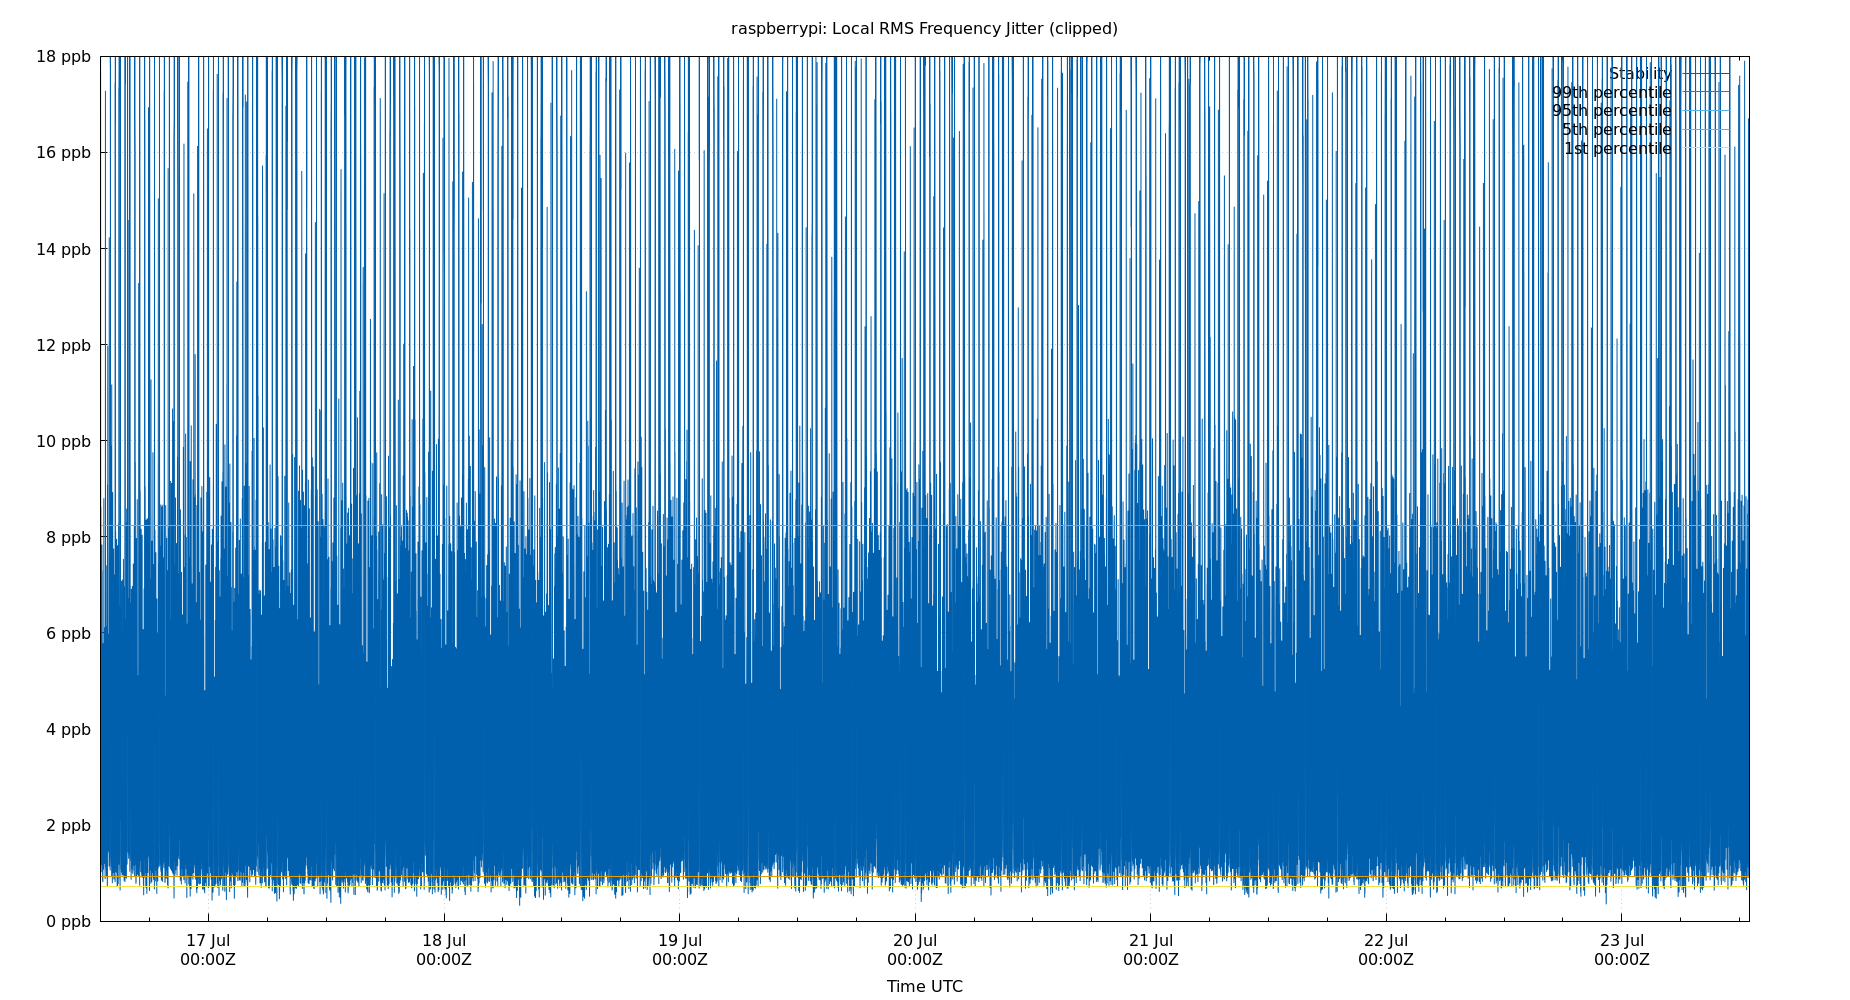 raspberrypi: Local RMS Frequency Jitter (clipped)
18 ppb
16 ppb
14 ppb
12 ppb
10 ppb
8 ppb
6 ppb
4 ppb
2 ppb
0 ppb
Stability
99th percentile
95th percentile
5th percentile
1st percentile
17 Jul
00:00Z
18 Jul
00:00Z
19 Jul
00:00Z
20 Jul
00:00Z
21 Jul
00:00Z
22 Jul
00:00Z
23 Jul
00:00Z
Time UTC